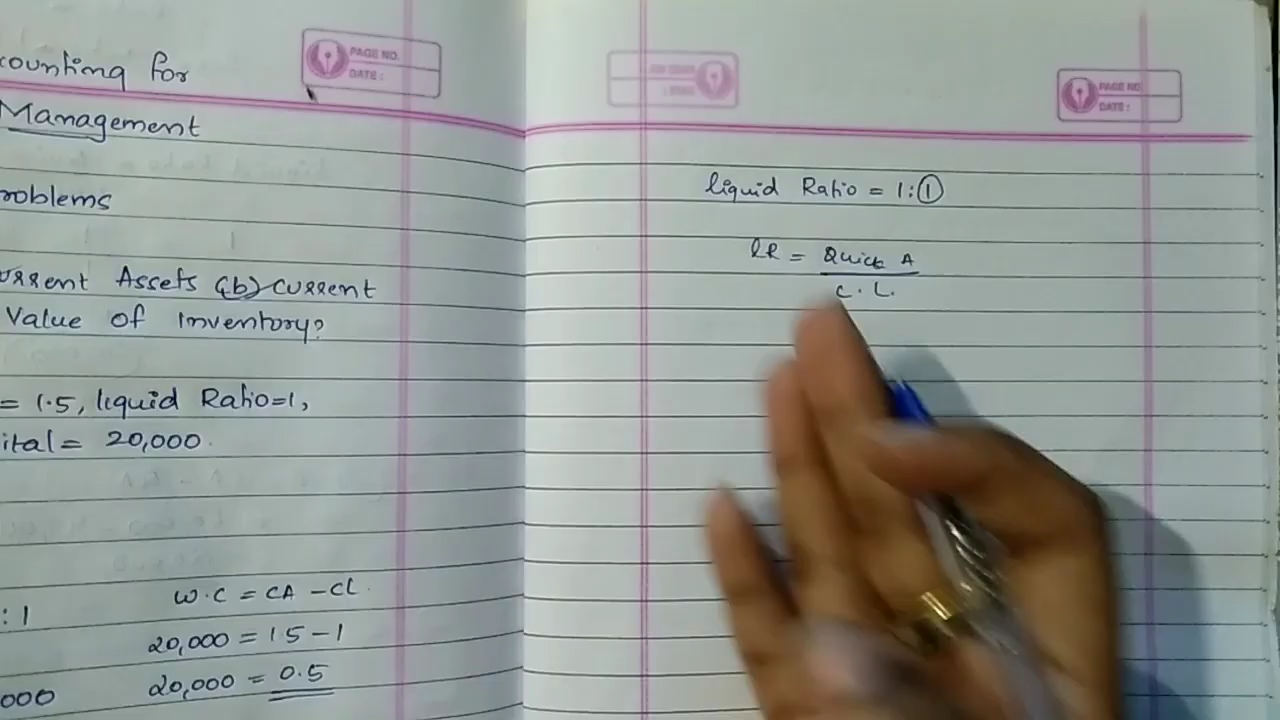 counting for
Management
roblems
urrent Assets (b) current
Value of Inventory?
= 1.5, liquid Ratio=1,
ital = 20,000.
: 1
W.C = CA - CL.
20,000 = 1.5 - 1
20,000 = 0.5
000
PAGE NO.
DATE :
PAGE NO
DATE :
liquid Ratio = 1:1
LR = Quick A
C. L.